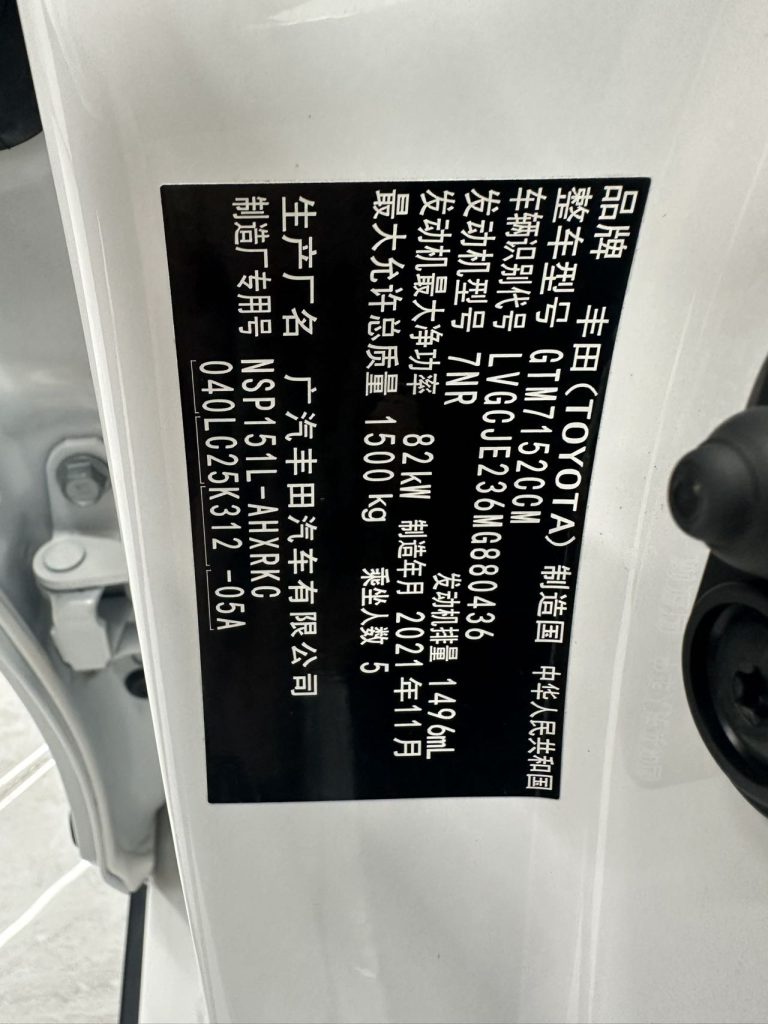 品牌 丰田(TOYOTA) 制造国 中华人民共和国
整车型号 GTM7152CCM
车辆识别代号 LVGCJE236MG880436
发动机型号 7NR 发动机排量 1496mL
发动机最大净功率 82kW 制造年月 2021年11月
最大允许总质量 1500kg 乘坐人数 5
生产厂名 广汽丰田汽车有限公司
制造厂专用号 NSP151L-AHXRKC
040LC25K312 -05A